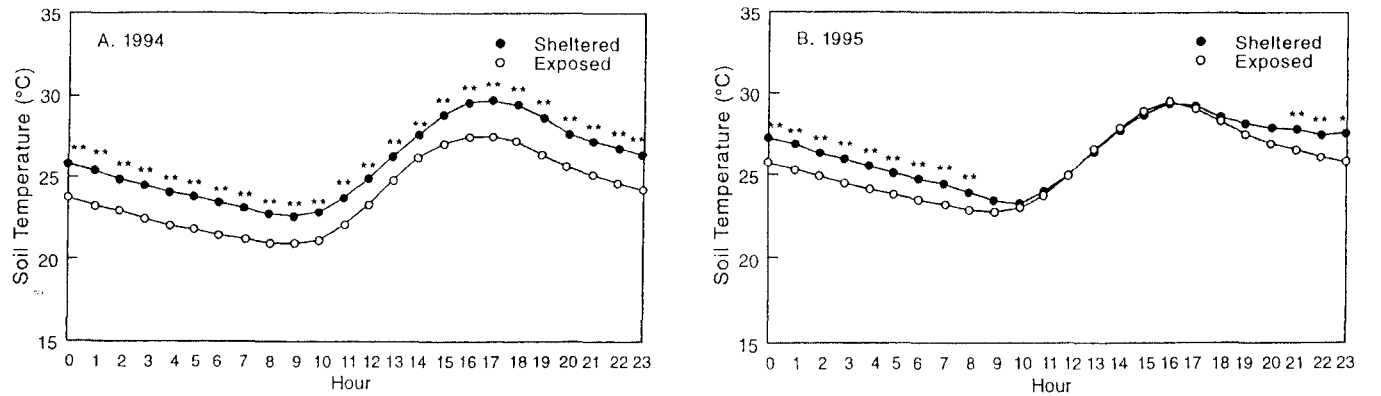 A. 1994
Sheltered
Exposed
Soil Temperature (°C)
35
30
25
20
15
** ** ** ** ** ** ** ** ** ** ** ** ** ** ** ** ** ** ** ** ** ** ** **
0 1 2 3 4 5 6 7 8 9 10 11 12 13 14 15 16 17 18 19 20 21 22 23
Hour
B. 1995
Sheltered
Exposed
Soil Temperature (°C)
35
30
25
20
15
** ** ** ** ** ** ** ** ** ** ** *
0 1 2 3 4 5 6 7 8 9 10 11 12 13 14 15 16 17 18 19 20 21 22 23
Hour